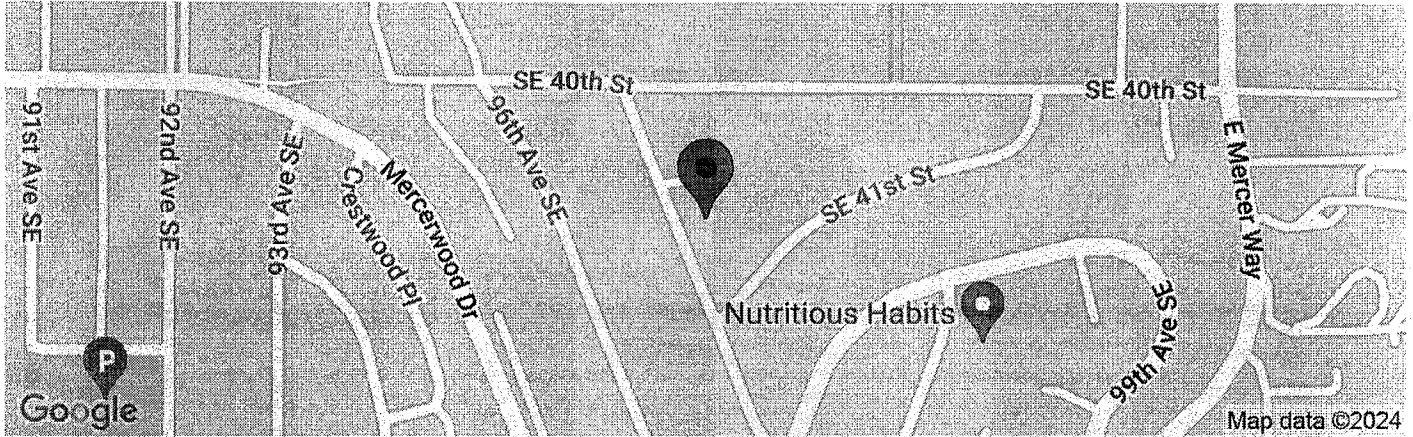 SE 40th St
SE 40th St
91st Ave SE
92nd Ave SE
93rd Ave SE
Crestwood Pl
Mercerwood Dr
96th Ave SE
SE 41st St
E Mercer Way
Nutritious Habits
99th Ave SE
P
Google
Map data ©2024